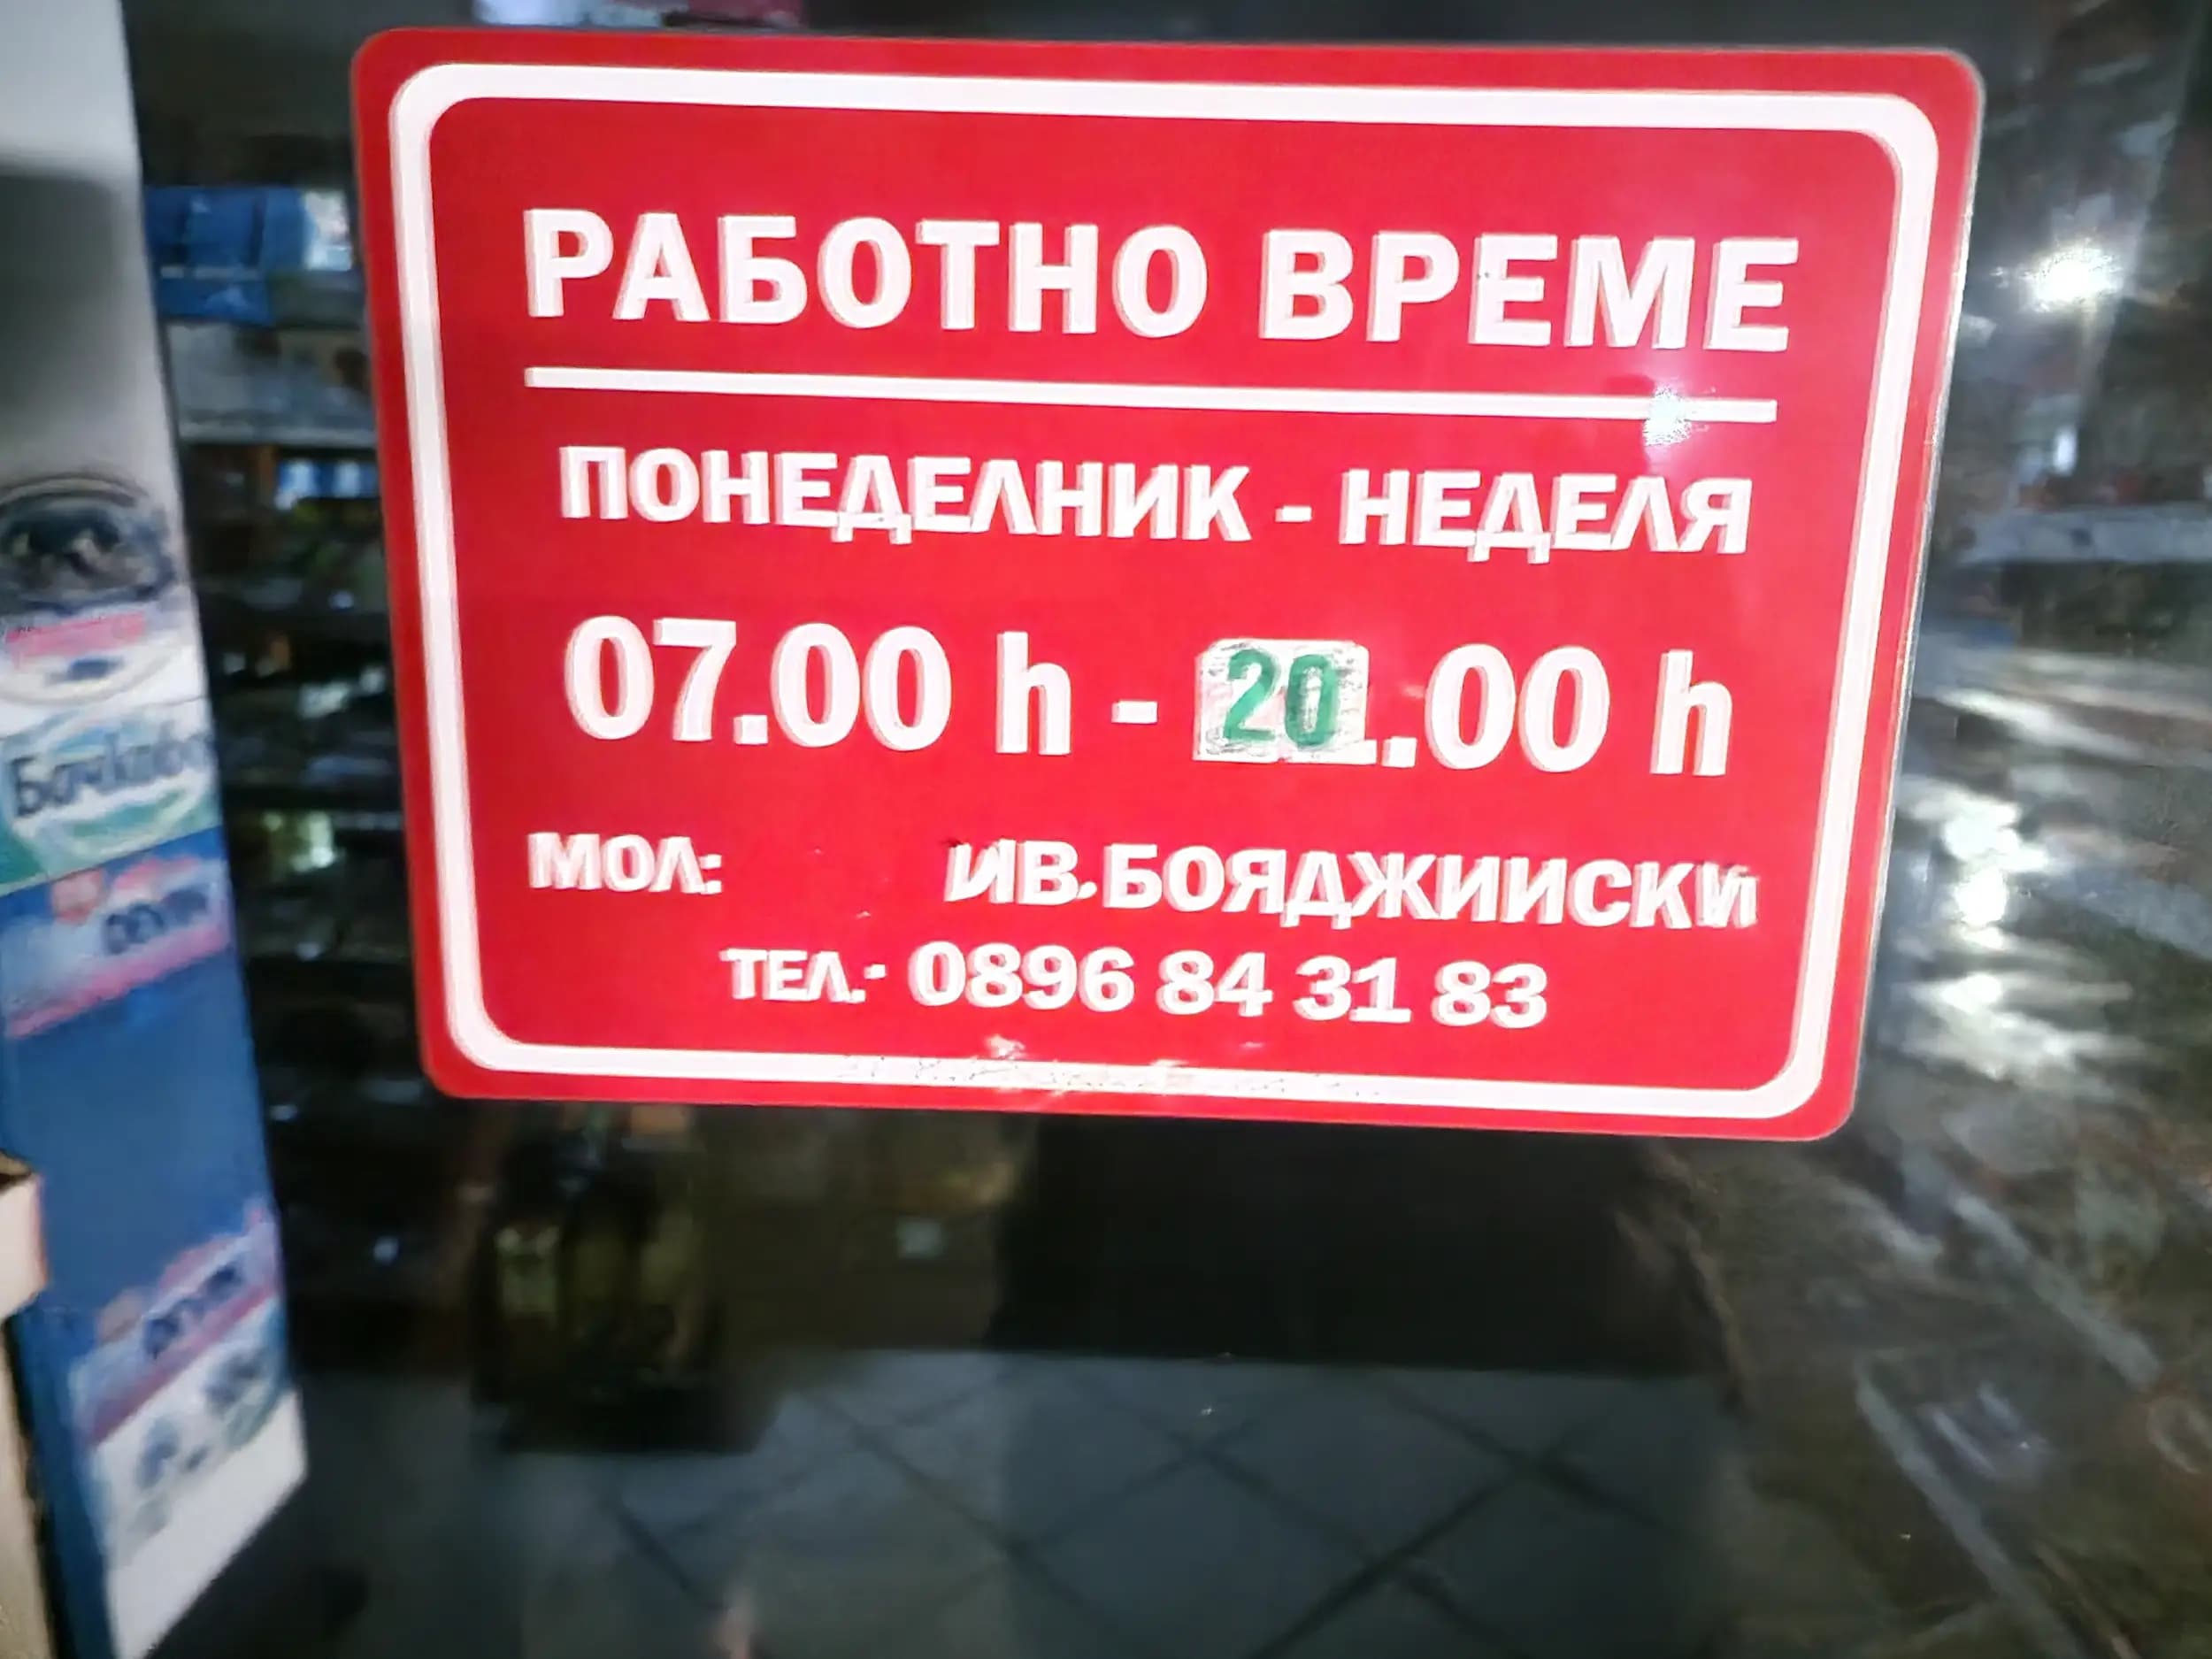 РАБОТНО ВРЕМЕ
ПОНЕДЕЛНИК - НЕДЕЛЯ
07.00 h - 20.00 h
МОЛ: ИВ.БОЯДЖИИСКИ
ТЕЛ.: 0896 84 31 83